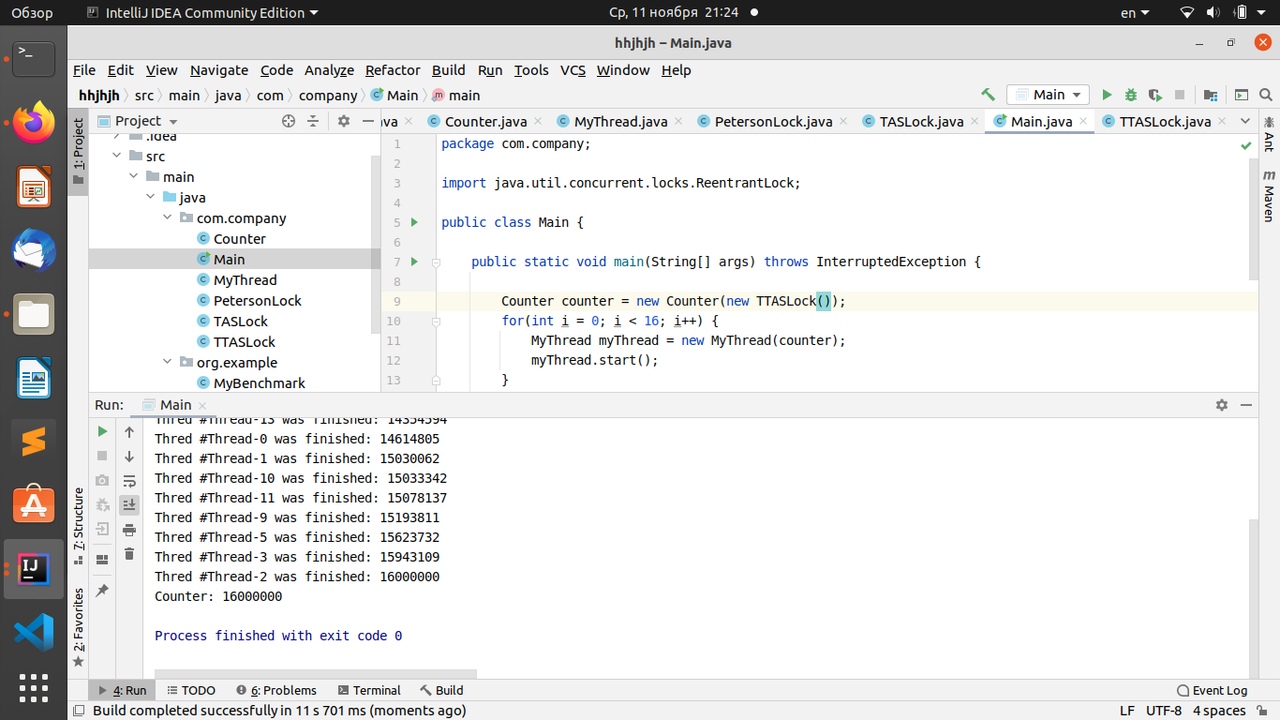 Обзор IntelliJ IDEA Community Edition Ср, 11 ноября 21:24 en
hhjhjh – Main.java
File Edit View Navigate Code Analyze Refactor Build Run Tools VCS Window Help
hhjhjh src main java com company Main main Main
1: Project
Project
.idea
src
main
java
com.company
Counter
Main
MyThread
PetersonLock
TASLock
TTASLock
org.example
MyBenchmark
ava Counter.java MyThread.java PetersonLock.java TASLock.java Main.java TTASLock.java
1 package com.company;
2
3 import java.util.concurrent.locks.ReentrantLock;
4
5 public class Main {
6
7 public static void main(String[] args) throws InterruptedException {
8
9 Counter counter = new Counter(new TTASLock());
10 for(int i = 0; i < 16; i++) {
11 MyThread myThread = new MyThread(counter);
12 myThread.start();
13 }
Ant
Maven
Run: Main
Thred #Thread-13 was finished: 14354594
Thred #Thread-0 was finished: 14614805
Thred #Thread-1 was finished: 15030062
Thred #Thread-10 was finished: 15033342
Thred #Thread-11 was finished: 15078137
Thred #Thread-9 was finished: 15193811
Thred #Thread-5 was finished: 15623732
Thred #Thread-3 was finished: 15943109
Thred #Thread-2 was finished: 16000000
Counter: 16000000
Process finished with exit code 0
7: Structure
2: Favorites
4: Run TODO 6: Problems Terminal Build Event Log
Build completed successfully in 11 s 701 ms (moments ago) LF UTF-8 4 spaces